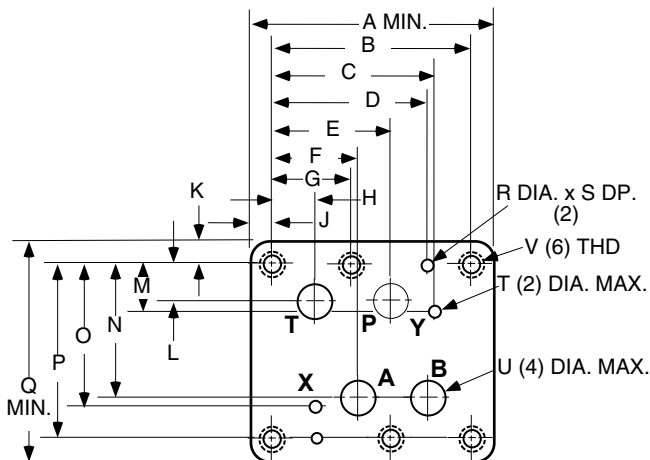 A MIN.
B
C
D
E
F
G
H
J
K
R DIA. x S DP.
(2)
V (6) THD
T (2) DIA. MAX.
M
N
O
P
L
Q
MIN.
T
P
Y
X
A
B
U (4) DIA. MAX.